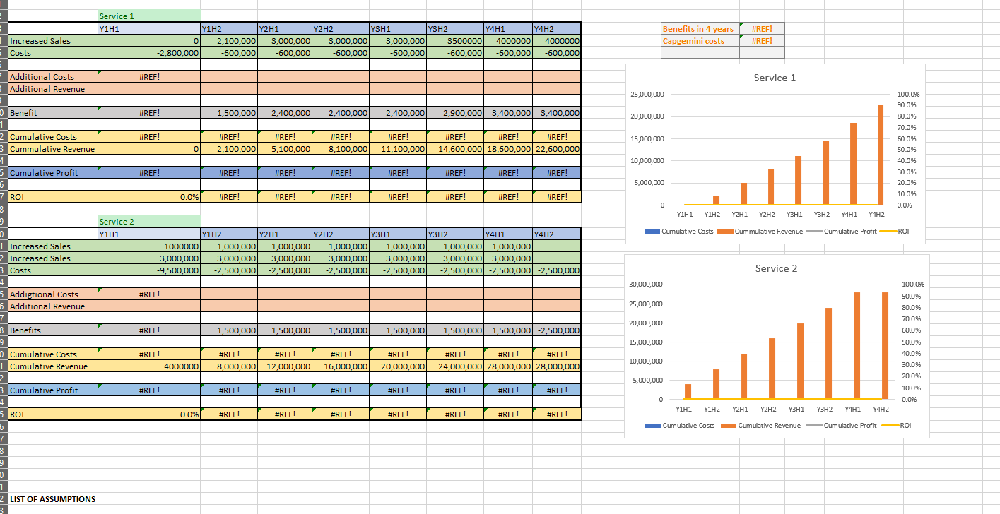 2 Service 1
3 Y1H1 Y1H2 Y2H1 Y2H2 Y3H1 Y3H2 Y4H1 Y4H2
Increased Sales 0 2,100,000 3,000,000 3,000,000 3,000,000 3500000 4000000 4000000
Costs -2,800,000 -600,000 -600,000 -600,000 -600,000 -600,000 -600,000 -600,000
Additional Costs #REF!
Additional Revenue
Benefit #REF! 1,500,000 2,400,000 2,400,000 2,400,000 2,900,000 3,400,000 3,400,000
Cumulative Costs #REF! #REF! #REF! #REF! #REF! #REF! #REF! #REF!
Cummulative Revenue 0 2,100,000 5,100,000 8,100,000 11,100,000 14,600,000 18,600,000 22,600,000
Cumulative Profit #REF! #REF! #REF! #REF! #REF! #REF! #REF! #REF!
ROI 0.0% #REF! #REF! #REF! #REF! #REF! #REF! #REF!
Service 2
Y1H1 Y1H2 Y2H1 Y2H2 Y3H1 Y3H2 Y4H1 Y4H2
Increased Sales 1000000 1,000,000 1,000,000 1,000,000 1,000,000 1,000,000 1,000,000
Increased Sales 3,000,000 3,000,000 3,000,000 3,000,000 3,000,000 3,000,000 3,000,000
Costs -9,500,000 -2,500,000 -2,500,000 -2,500,000 -2,500,000 -2,500,000 -2,500,000 -2,500,000
Addigtional Costs #REF!
Additional Revenue
Benefits #REF! 1,500,000 1,500,000 1,500,000 1,500,000 1,500,000 1,500,000 -2,500,000
Cumulative Costs #REF! #REF! #REF! #REF! #REF! #REF! #REF! #REF!
Cumulative Revenue 4000000 8,000,000 12,000,000 16,000,000 20,000,000 24,000,000 28,000,000 28,000,000
Cumulative Profit #REF! #REF! #REF! #REF! #REF! #REF! #REF! #REF!
ROI 0.0% #REF! #REF! #REF! #REF! #REF! #REF! #REF!
LIST OF ASSUMPTIONS
Benefits in 4 years #REF!
Capgemini costs #REF!
Service 1
25,000,000 100.0%
90.0%
20,000,000 80.0%
70.0%
15,000,000 60.0%
50.0%
10,000,000 40.0%
30.0%
5,000,000 20.0%
10.0%
0 0.0%
Y1H1 Y1H2 Y2H1 Y2H2 Y3H1 Y3H2 Y4H1 Y4H2
Cumulative Costs Cummulative Revenue Cumulative Profit ROI
Service 2
30,000,000 100.0%
25,000,000 90.0%
80.0%
20,000,000 70.0%
60.0%
15,000,000 50.0%
10,000,000 40.0%
30.0%
5,000,000 20.0%
10.0%
0 0.0%
Y1H1 Y1H2 Y2H1 Y2H2 Y3H1 Y3H2 Y4H1 Y4H2
Cumulative Costs Cumulative Revenue Cumulative Profit ROI